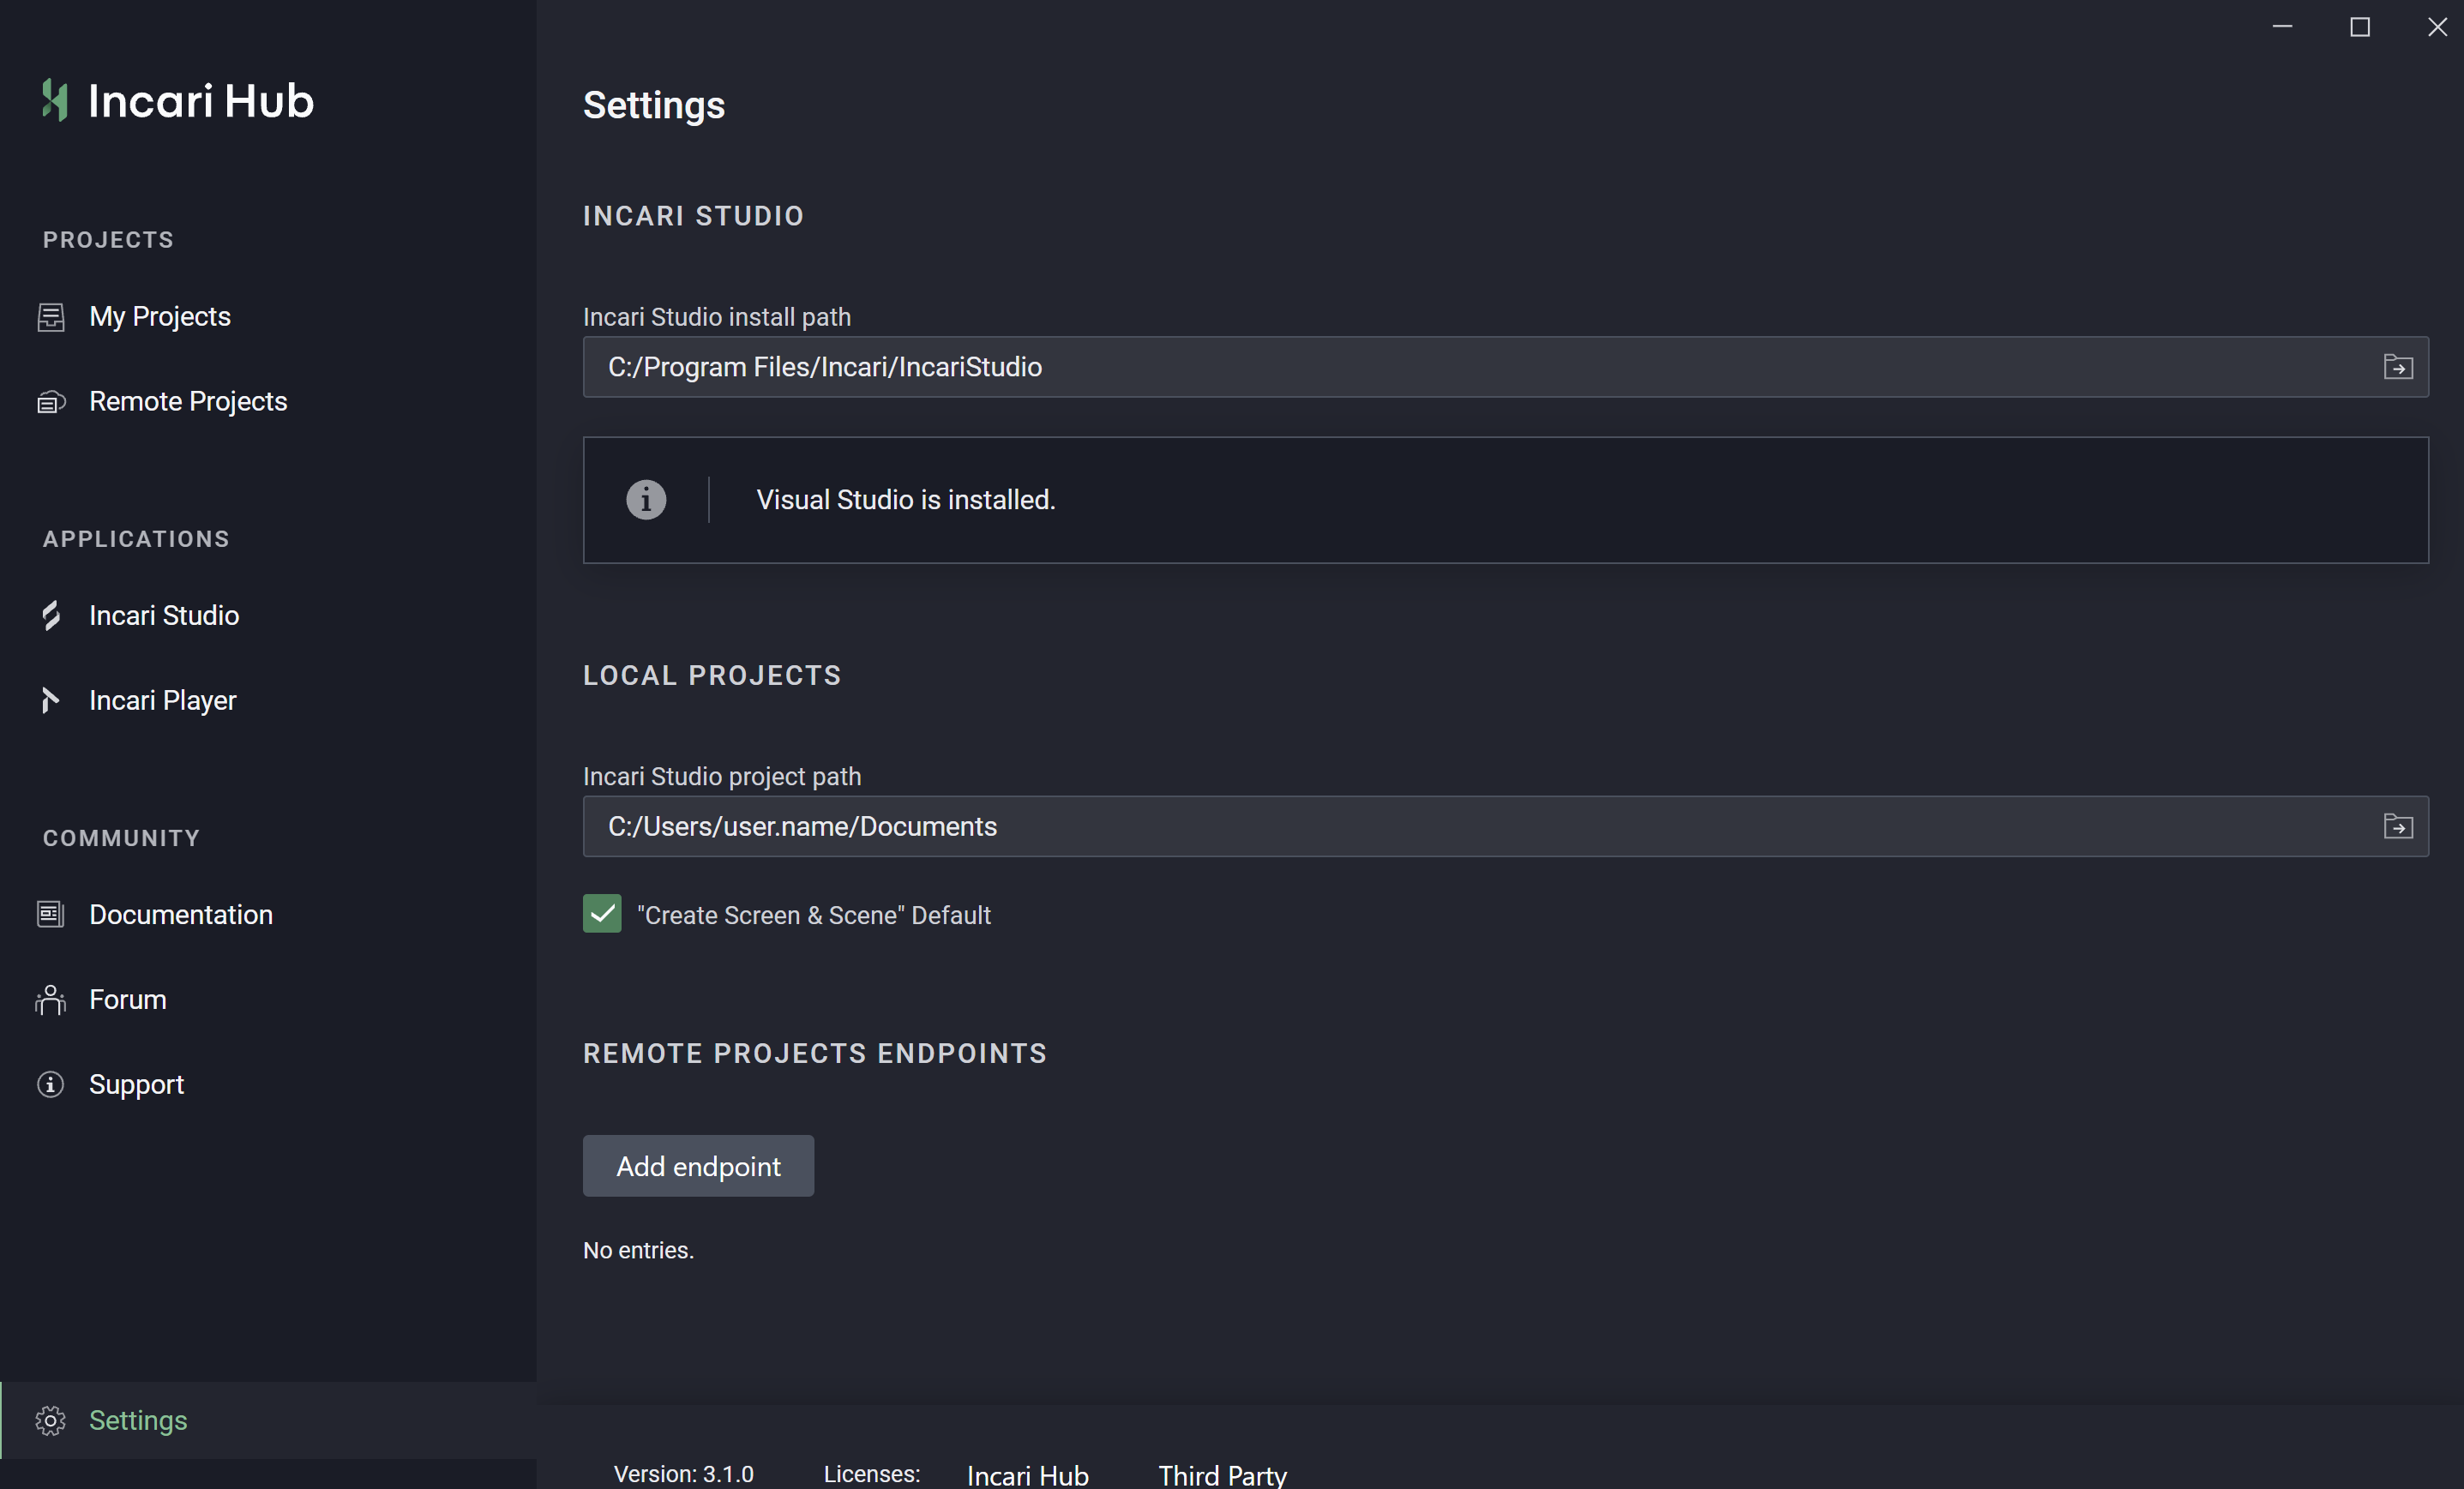 Incari Hub
PROJECTS
My Projects
Remote Projects
APPLICATIONS
Incari Studio
Incari Player
COMMUNITY
Documentation
Forum
Support
Settings
Settings
INCARI STUDIO
Incari Studio install path
C:/Program Files/Incari/IncariStudio
Visual Studio is installed.
LOCAL PROJECTS
Incari Studio project path
C:/Users/user.name/Documents
"Create Screen & Scene" Default
REMOTE PROJECTS ENDPOINTS
Add endpoint
No entries.
Version: 3.1.0 Licenses: Incari Hub Third Party